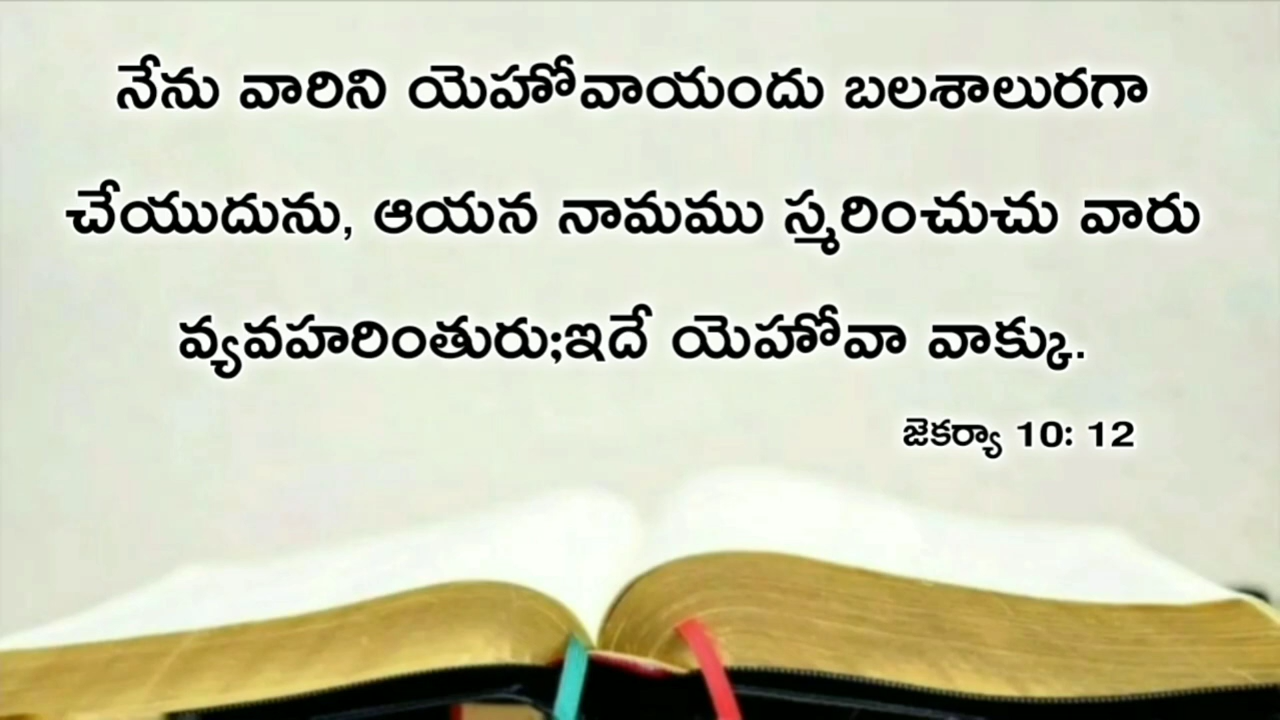 నేను వారిని యెహోవాయందు బలశాలురగా
చేయుదును, ఆయన నామము స్మరించుచు వారు
వ్యవహరింతురు;ఇదే యెహోవా వాక్కు.
జెకర్యా 10: 12